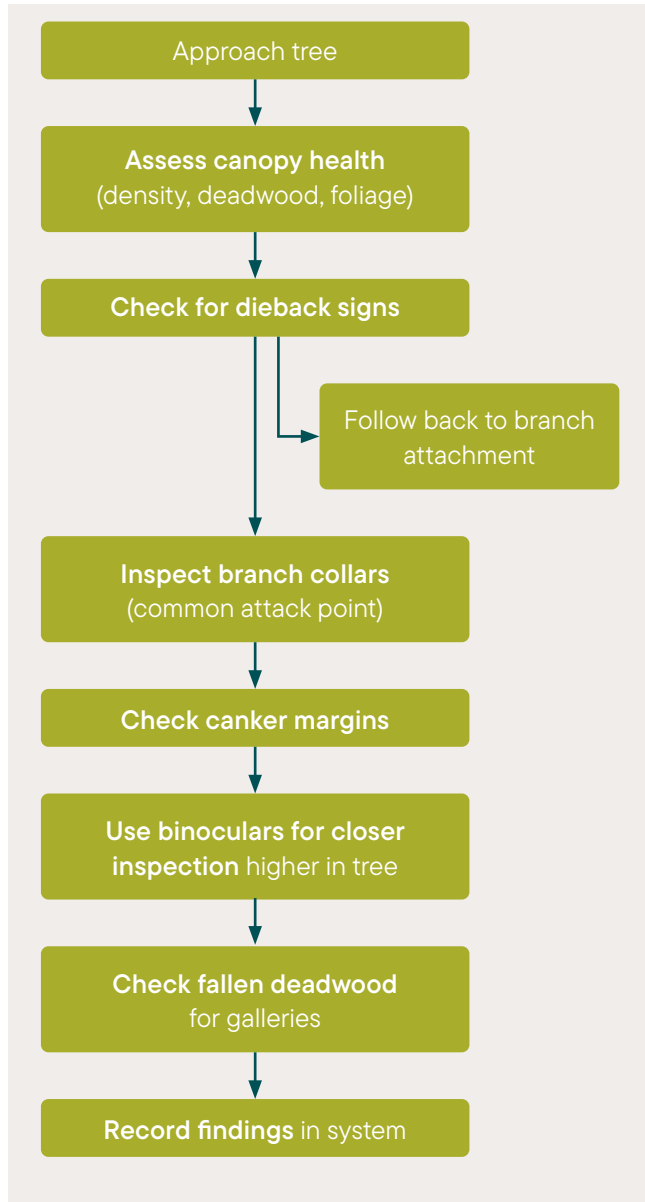 Approach tree
Assess canopy health
(density, deadwood, foliage)
Check for dieback signs
Follow back to branch
attachment
Inspect branch collars
(common attack point)
Check canker margins
Use binoculars for closer
inspection higher in tree
Check fallen deadwood
for galleries
Record findings in system